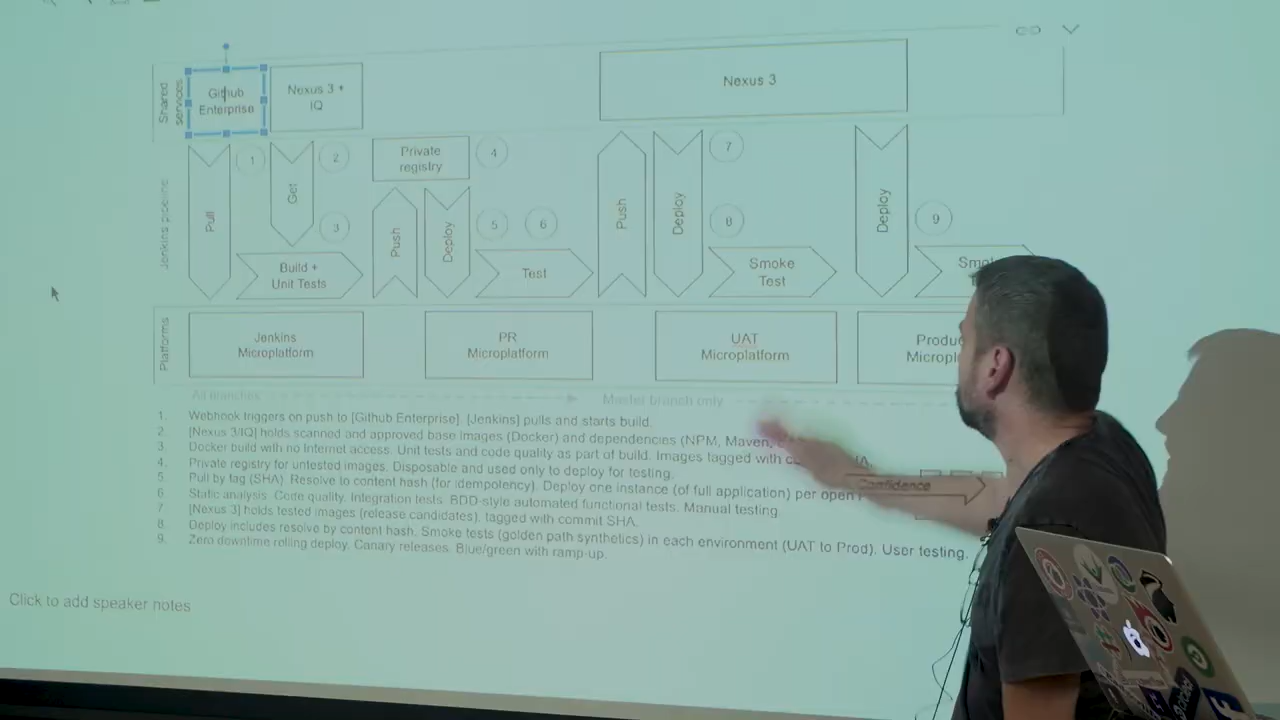 Shared
services
Github
Enterprise
Nexus 3 +
IQ
Nexus 3
Jenkins pipeline
Pull
1
Get
2
3
Build +
Unit Tests
Private
registry
4
Push
Deploy
5
6
Test
Push
Deploy
7
8
Smoke
Test
Deploy
9
Platforms
Jenkins
Microplatform
PR
Microplatform
UAT
Microplatform
All branches
Master branch only
1. Webhook triggers on push to [Github Enterprise]. [Jenkins] pulls and starts build.
2. [Nexus 3/IQ] holds scanned and approved base images (Docker) and dependencies (NPM, Maven,
3 Docker build with no Internet access. Unit tests and code quality as part of build. Images tagged with
4. Private registry for untested images. Disposable and used only to deploy for testing.
5 Pull by tag (SHA). Resolve to content hash (for idempotency). Deploy one instance (of full application) per open
6 Static analysis. Code quality. Integration tests. BDD-style automated functional tests. Manual testing.
7 [Nexus 3] holds tested images (release candidates). tagged with commit SHA.
8. Deploy includes resolve by content hash. Smoke tests (golden path synthetics) in each environment (UAT to Prod). User testing.
9. Zero downtime rolling deploy. Canary releases. Blue/green with ramp-up.
Confidence
Click to add speaker notes